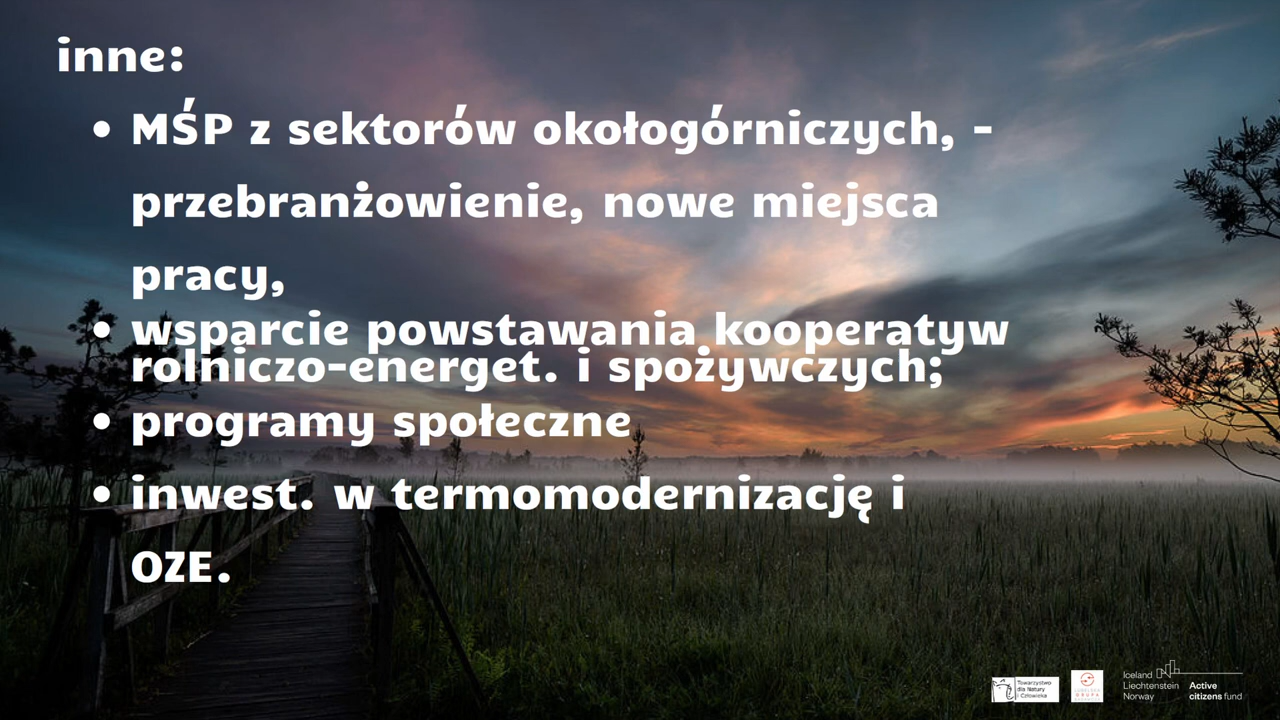 inne:
• MŚP z sektorów okołogórniczych, -
przebranżowienie, nowe miejsca
pracy,
• wsparcie powstawania kooperatyw
rolniczo-energet. i spożywczych;
• programy społeczne
• inwest. w termomodernizację i
OZE.
Towarzystwo
dla Natury
i Człowieka
Iceland
Liechtenstein
Norway
Active
citizens fund